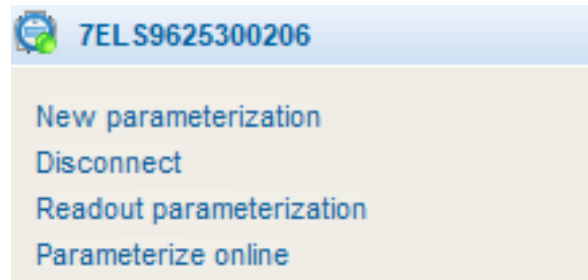 7ELS9625300206
New parameterization
Disconnect
Readout parameterization
Parameterize online